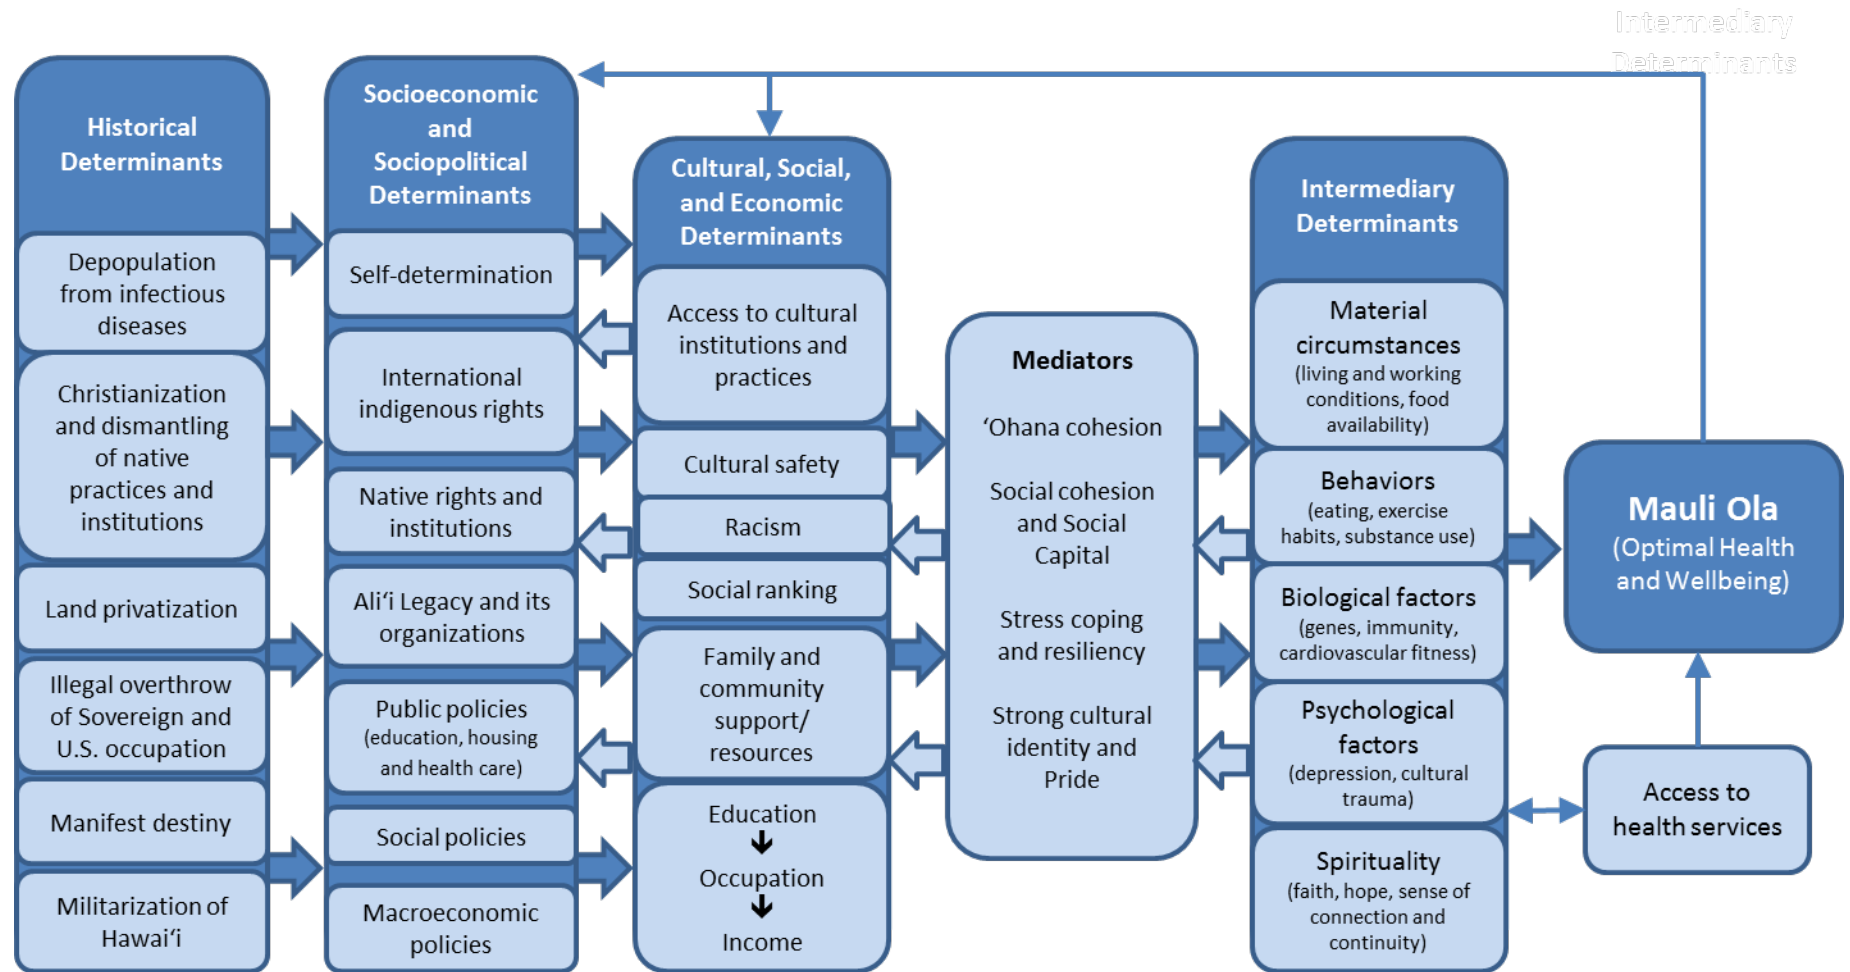 Intermediary
Determinants
Historical
Determinants
Depopulation
from infectious
diseases
Christianization
and dismantling
of native
practices and
institutions
Land privatization
Illegal overthrow
of Sovereign and
U.S. occupation
Manifest destiny
Militarization of
Hawai‘i
Socioeconomic
and
Sociopolitical
Determinants
Self-determination
International
indigenous rights
Native rights and
institutions
Ali‘i Legacy and its
organizations
Public policies
(education, housing
and health care)
Social policies
Macroeconomic
policies
Cultural, Social,
and Economic
Determinants
Access to cultural
institutions and
practices
Cultural safety
Racism
Social ranking
Family and
community
support/
resources
Education
Occupation
Income
Mediators
‘Ohana cohesion
Social cohesion
and Social
Capital
Stress coping
and resiliency
Strong cultural
identity and
Pride
Intermediary
Determinants
Material
circumstances
(living and working
conditions, food
availability)
Behaviors
(eating, exercise
habits, substance use)
Biological factors
(genes, immunity,
cardiovascular fitness)
Psychological
factors
(depression, cultural
trauma)
Spirituality
(faith, hope, sense of
connection and
continuity)
Mauli Ola
(Optimal Health
and Wellbeing)
Access to
health services